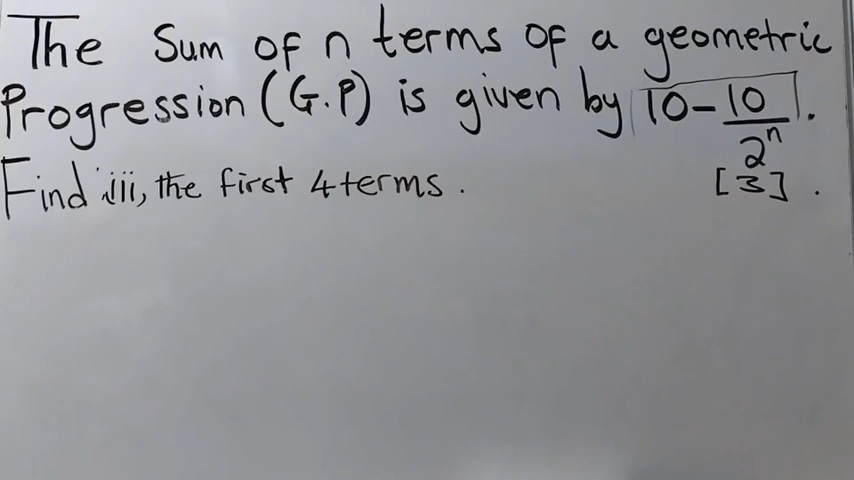 The Sum of n terms of a geometric
Progression (G.P) is given by 10 - 10/2^n.
Find iii, the first 4 terms. [3].